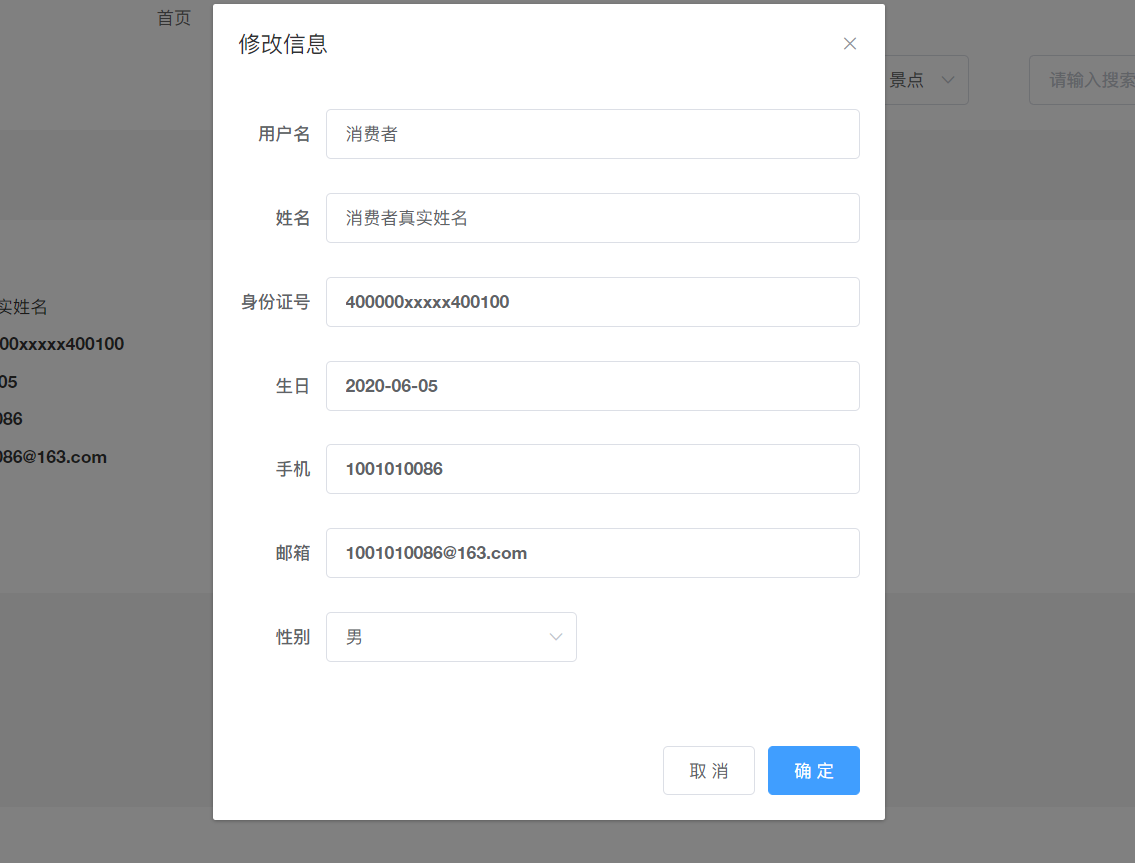 首页
修改信息
景点
请输入搜索
用户名
消费者
姓名
消费者真实姓名
身份证号
400000xxxxx400100
生日
2020-06-05
手机
1001010086
邮箱
1001010086@163.com
性别
男
取 消
确 定
实姓名
00xxxxx400100
05
086
086@163.com